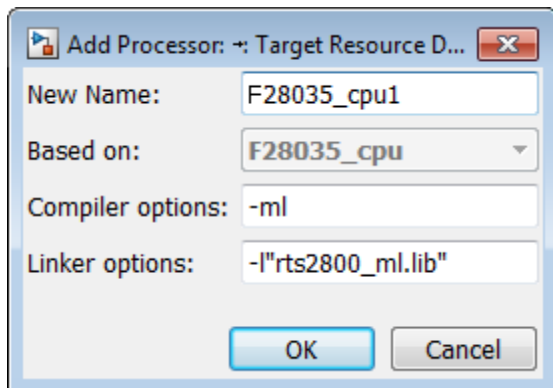 Add Processor: →: Target Resource D...
New Name: F28035_cpu1
Based on: F28035_cpu
Compiler options: -ml
Linker options: -l"rts2800_ml.lib"
OK Cancel